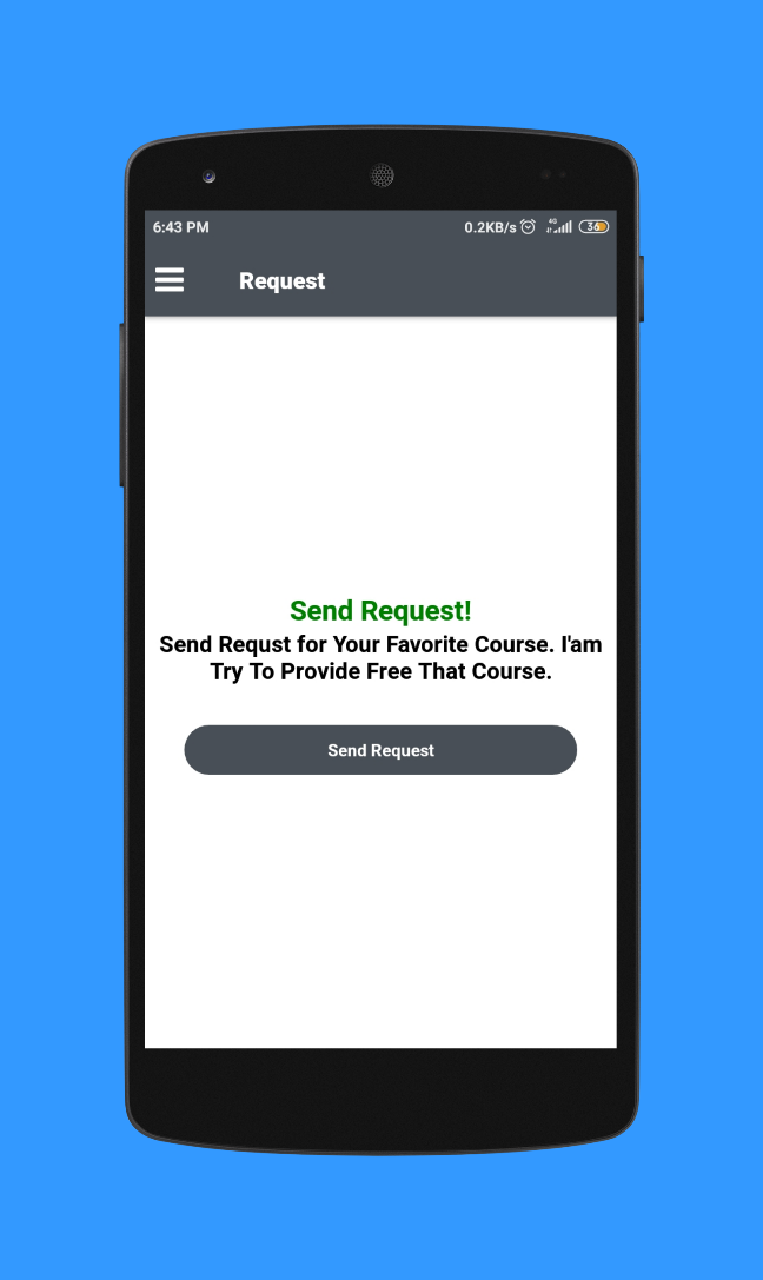 6:43 PM
0.2KB/s 4G 36
Request
Send Request!
Send Requst for Your Favorite Course. I'am
Try To Provide Free That Course.
Send Request